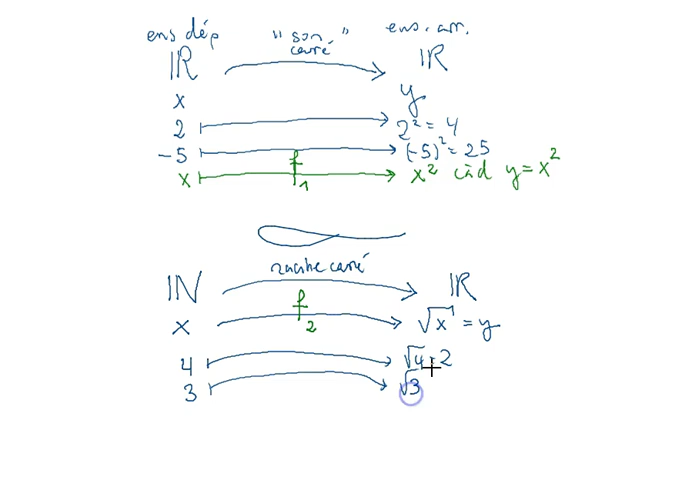 ens dép "son carré" ens. arr.
ℝ ℝ
x y
2 2² = 4
-5 (-5)² = 25
x f₁ x² càd y = x²
racine carré
ℕ ℝ
x f₂ √x = y
4 √4 = 2
3 √3